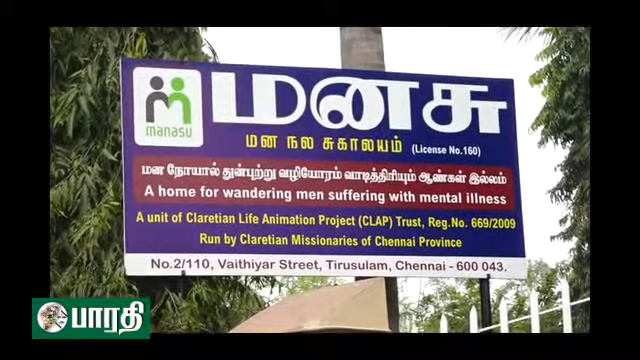 மனசு
manasu
மன நல சுகாலயம் (License No.160)
மன நோயால் துன்புற்று வழியோரம் வாடித்திரியும் ஆண்கள் இல்லம்
A home for wandering men suffering with mental illness
A unit of Claretian Life Animation Project (CLAP) Trust, Reg.No. 669/2009
Run by Claretian Missionaries of Chennai Province
No.2/110, Vaithiyar Street, Tirusulam, Chennai - 600 043.
பாரதி